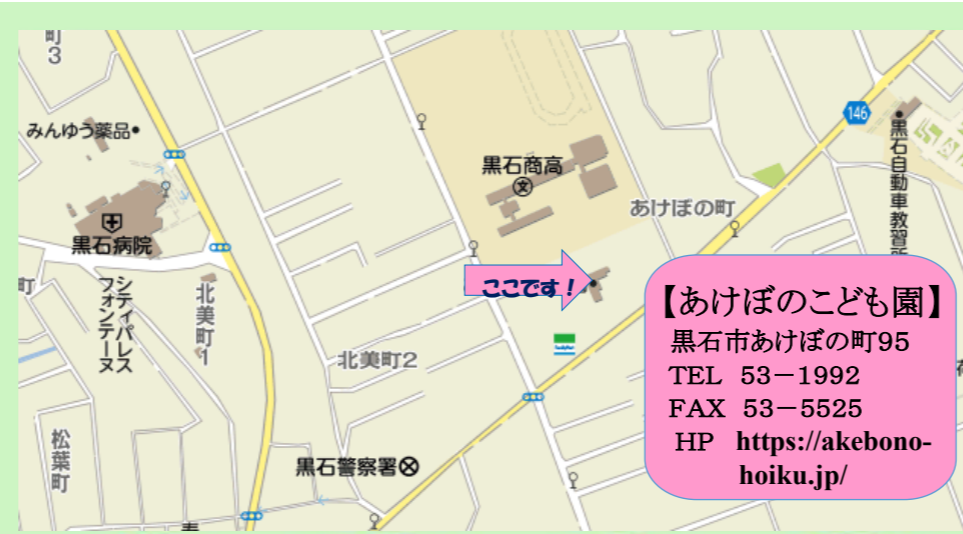 町
3
みんゆう薬品
黒石病院
シティパレス
フォンテーヌ
町
北美町1
北美町2
松葉町
黒石警察署
黒石商高
文
あけぼの町
146
黒石自動車教習所
ここです！
【あけぼのこども園】
黒石市あけぼの町95
TEL 53－1992
FAX 53－5525
HP https://akebono-
hoiku.jp/